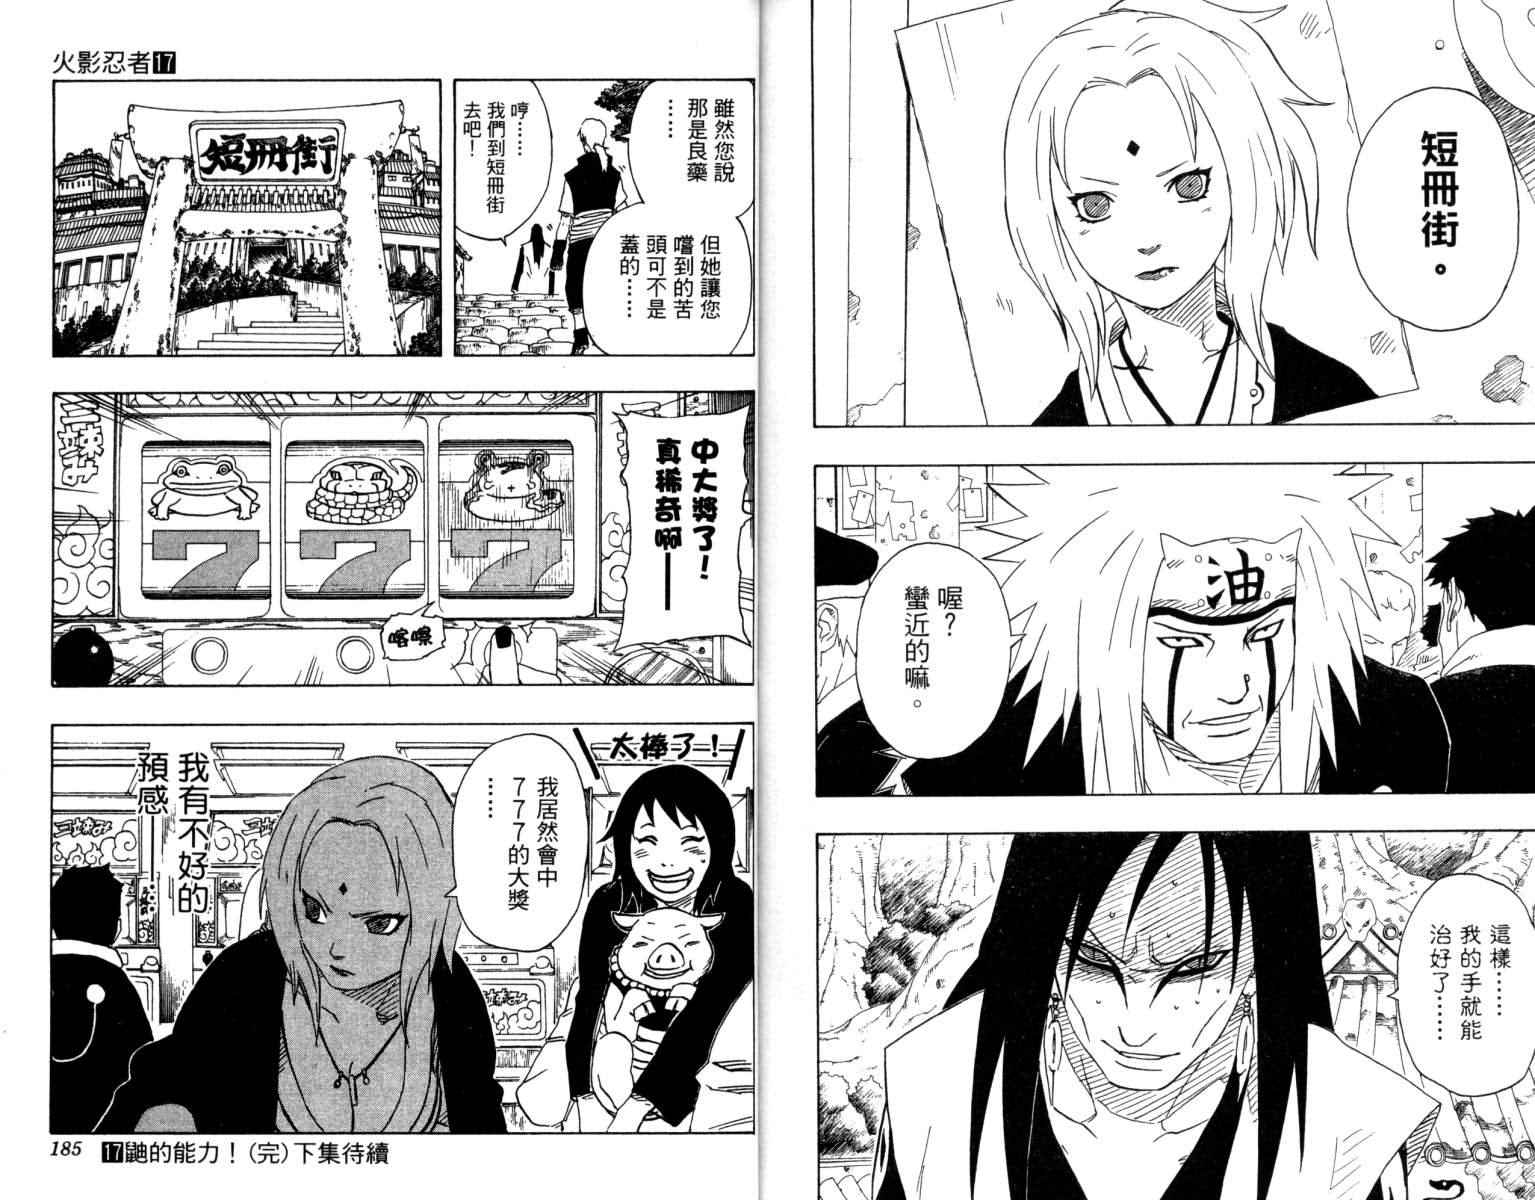 短冊街。
喔？
蠻近的嘛。
油
這樣……
我的手就能
治好了……
火影忍者17
雖然您說
那是良藥
……
但她讓您
嚐到的苦
頭可不是
蓋的……
哼……
我們到短冊街
去吧！
短冊街
中大獎了！
真稀奇啊——
777
喀嚓
太棒了！
我居然會中
777的大獎
……
我有不好的
預感……
185
17鼬的能力！（完）下集待續